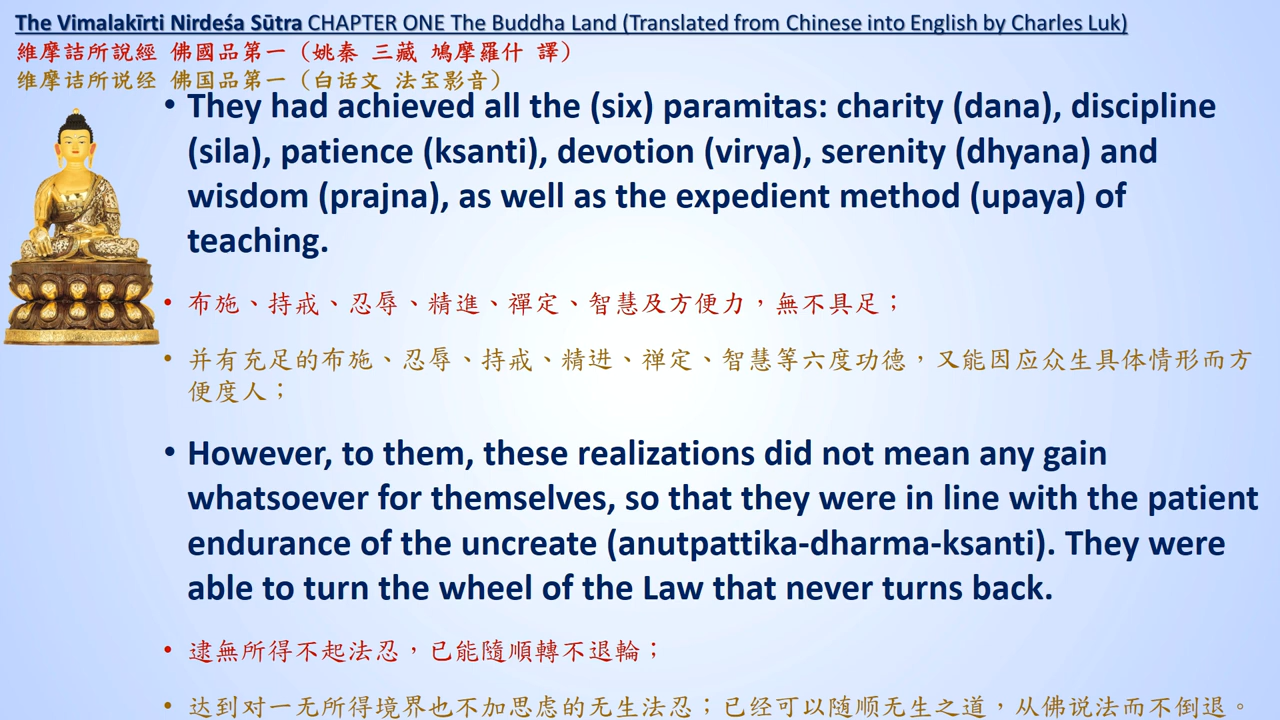 The Vimalakīrti Nirdeśa Sūtra CHAPTER ONE The Buddha Land (Translated from Chinese into English by Charles Luk)
維摩詰所說經 佛國品第一（姚秦 三藏 鳩摩羅什 譯）
维摩诘所说经 佛国品第一（白话文 法宝影音）
• They had achieved all the (six) paramitas: charity (dana), discipline
(sila), patience (ksanti), devotion (virya), serenity (dhyana) and
wisdom (prajna), as well as the expedient method (upaya) of
teaching.
• 布施、持戒、忍辱、精進、禪定、智慧及方便力，無不具足；
• 并有充足的布施、忍辱、持戒、精进、禅定、智慧等六度功德，又能因应众生具体情形而方
便度人；
• However, to them, these realizations did not mean any gain
whatsoever for themselves, so that they were in line with the patient
endurance of the uncreate (anutpattika-dharma-ksanti). They were
able to turn the wheel of the Law that never turns back.
• 逮無所得不起法忍，已能隨順轉不退輪；
• 达到对一无所得境界也不加思虑的无生法忍；已经可以随顺无生之道，从佛说法而不倒退。